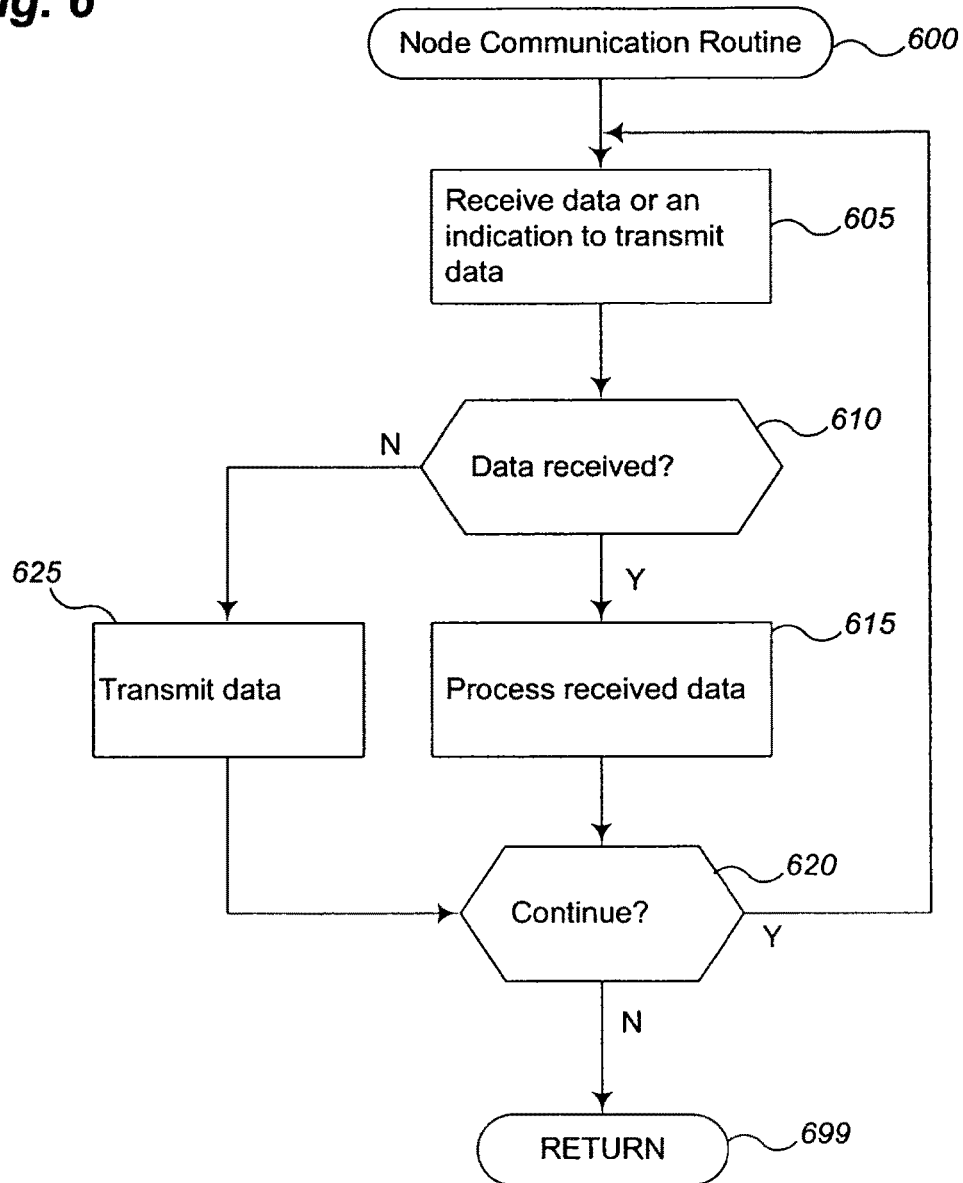 Fig. 6
Node Communication Routine
600
Receive data or an
indication to transmit
data
605
610
Data received?
N
Y
625
615
Transmit data
Process received data
620
Continue?
Y
N
RETURN
699